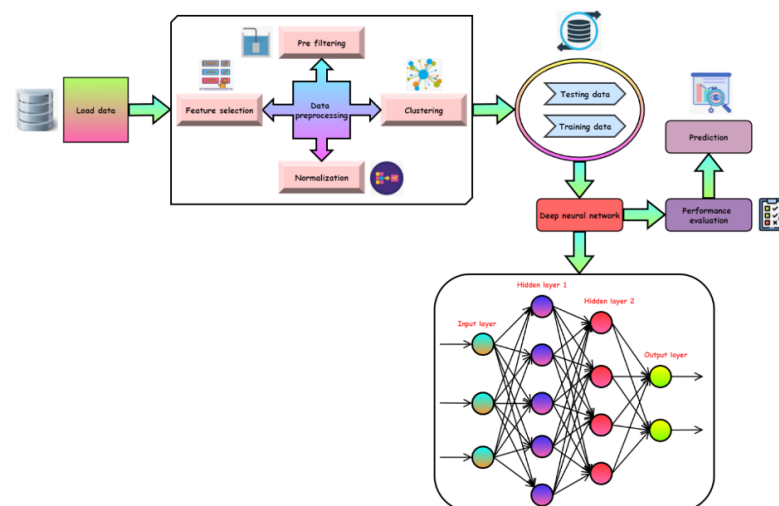 Load data
Pre filtering
Feature selection
Data
preprocessing
Clustering
Normalization
Testing data
Training data
Prediction
Deep neural network
Performance
evaluation
Hidden layer 1
Hidden layer 2
Input layer
Output layer